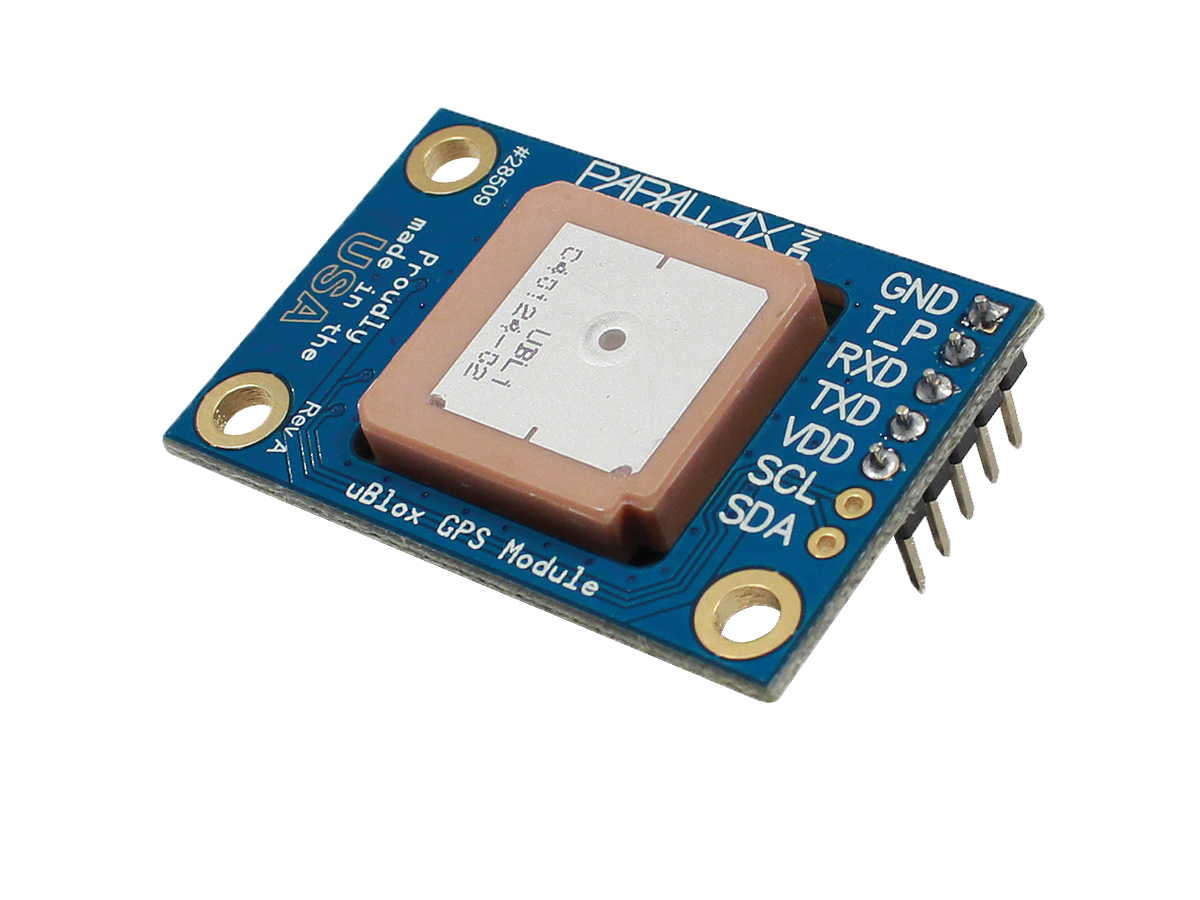 #28509
PARALLAX INC
Proudly
made in the
USA
Rev A
uBlox GPS Module
GND
T_P
RXD
TXD
VDD
SCL
SDA
UBL1
-02